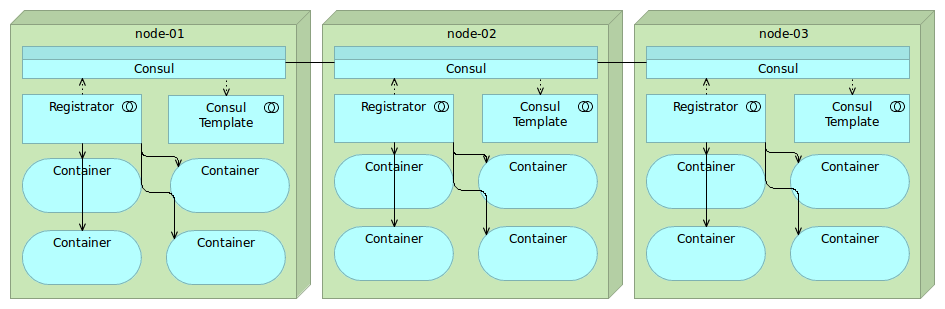 node-01
node-02
node-03
Consul
Consul
Consul
Registrator
Consul
Template
Registrator
Consul
Template
Registrator
Consul
Template
Container
Container
Container
Container
Container
Container
Container
Container
Container
Container
Container
Container